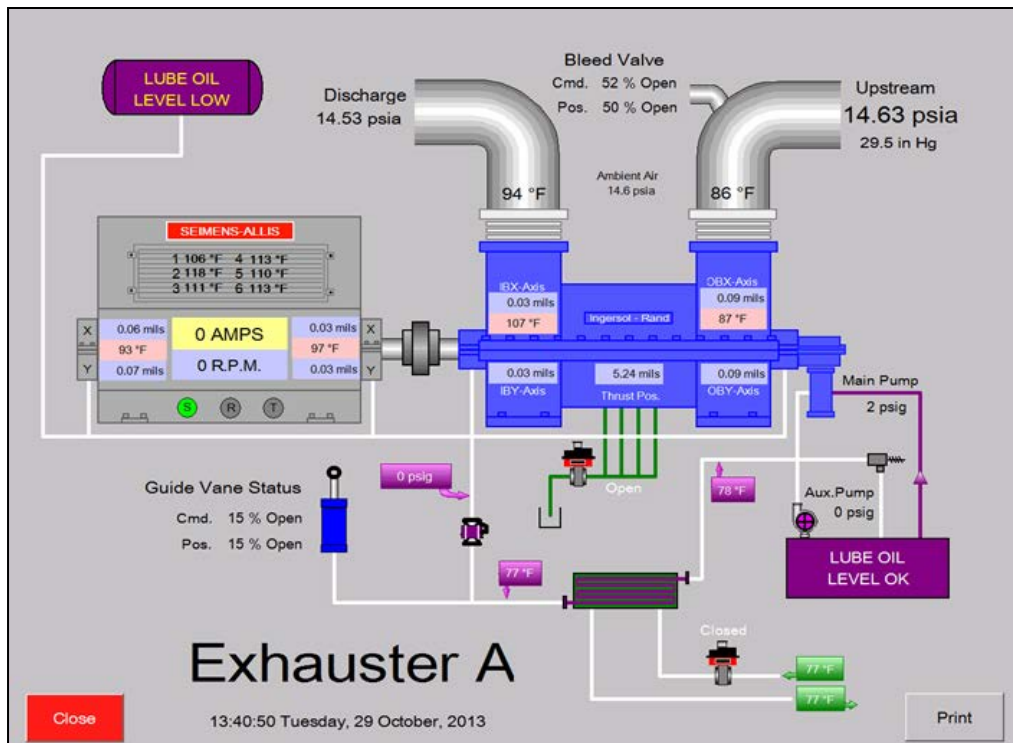 LUBE OIL
LEVEL LOW
Discharge
14.53 psia
Bleed Valve
Cmd. 52 % Open
Pos. 50 % Open
Upstream
14.63 psia
29.5 in Hg
Ambient Air
14.6 psia
94 °F
86 °F
SEIMENS-ALLIS
1 106 °F 4 113 °F
2 118 °F 5 110 °F
3 111 °F 6 113 °F
X
0.06 mils
93 °F
Y
0.07 mils
0 AMPS
0 R.P.M.
0.03 mils
X
97 °F
0.03 mils
Y
S R T
IBX-Axis
0.03 mils
107 °F
Ingersol - Rand
OBX-Axis
0.09 mils
87 °F
0.03 mils
IBY-Axis
5.24 mils
Thrust Pos.
0.09 mils
OBY-Axis
Main Pump
2 psig
0 psig
Open
78 °F
Aux.Pump
0 psig
Guide Vane Status
Cmd. 15 % Open
Pos. 15 % Open
77 °F
LUBE OIL
LEVEL OK
Closed
77 °F
77 °F
Exhauster A
Close
13:40:50 Tuesday, 29 October, 2013
Print